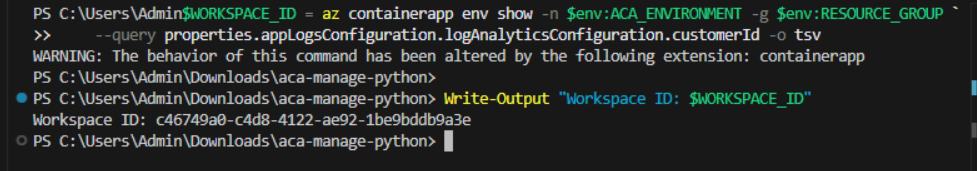 PS C:\Users\Admin$WORKSPACE_ID = az containerapp env show -n $env:ACA_ENVIRONMENT -g $env:RESOURCE_GROUP `
>>     --query properties.appLogsConfiguration.logAnalyticsConfiguration.customerId -o tsv
WARNING: The behavior of this command has been altered by the following extension: containerapp
PS C:\Users\Admin\Downloads\aca-manage-python>
PS C:\Users\Admin\Downloads\aca-manage-python> Write-Output "Workspace ID: $WORKSPACE_ID"
Workspace ID: c46749a0-c4d8-4122-ae92-1be9bddb9a3e
PS C:\Users\Admin\Downloads\aca-manage-python>